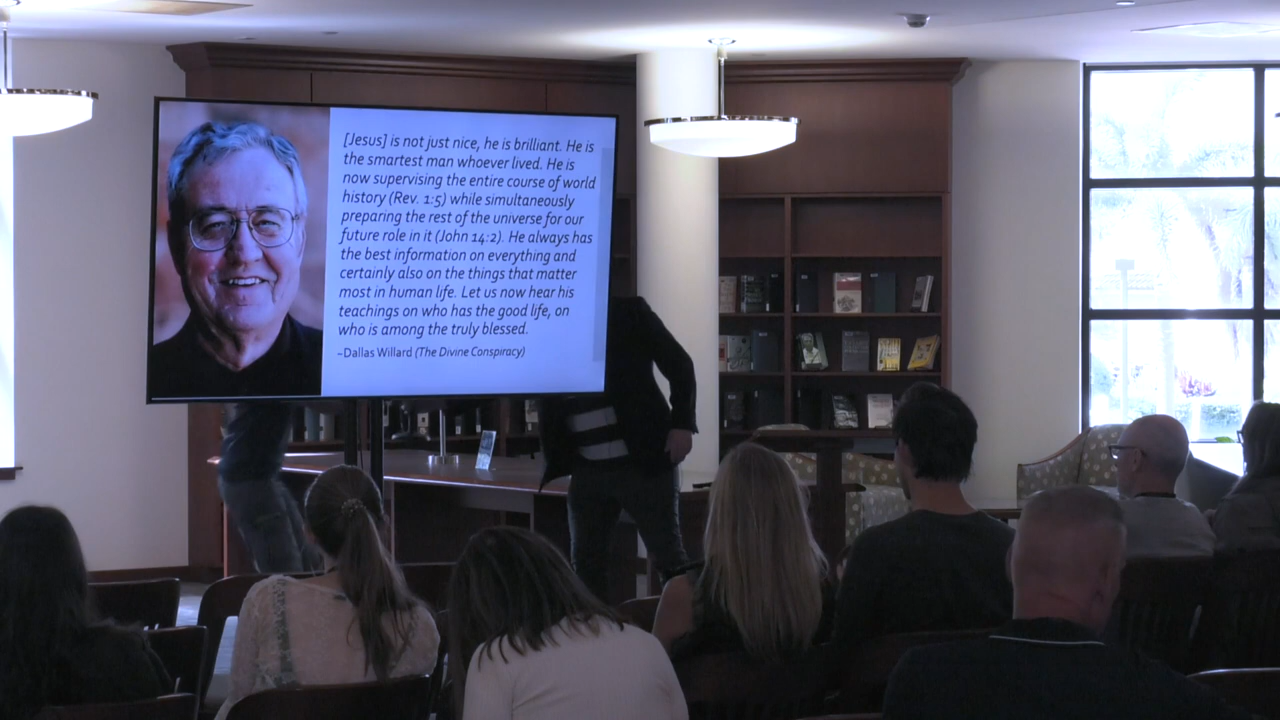 [Jesus] is not just nice, he is brilliant. He is
the smartest man whoever lived. He is
now supervising the entire course of world
history (Rev. 1:5) while simultaneously
preparing the rest of the universe for our
future role in it (John 14:2). He always has
the best information on everything and
certainly also on the things that matter
most in human life. Let us now hear his
teachings on who has the good life, on
who is among the truly blessed.
–Dallas Willard (The Divine Conspiracy)